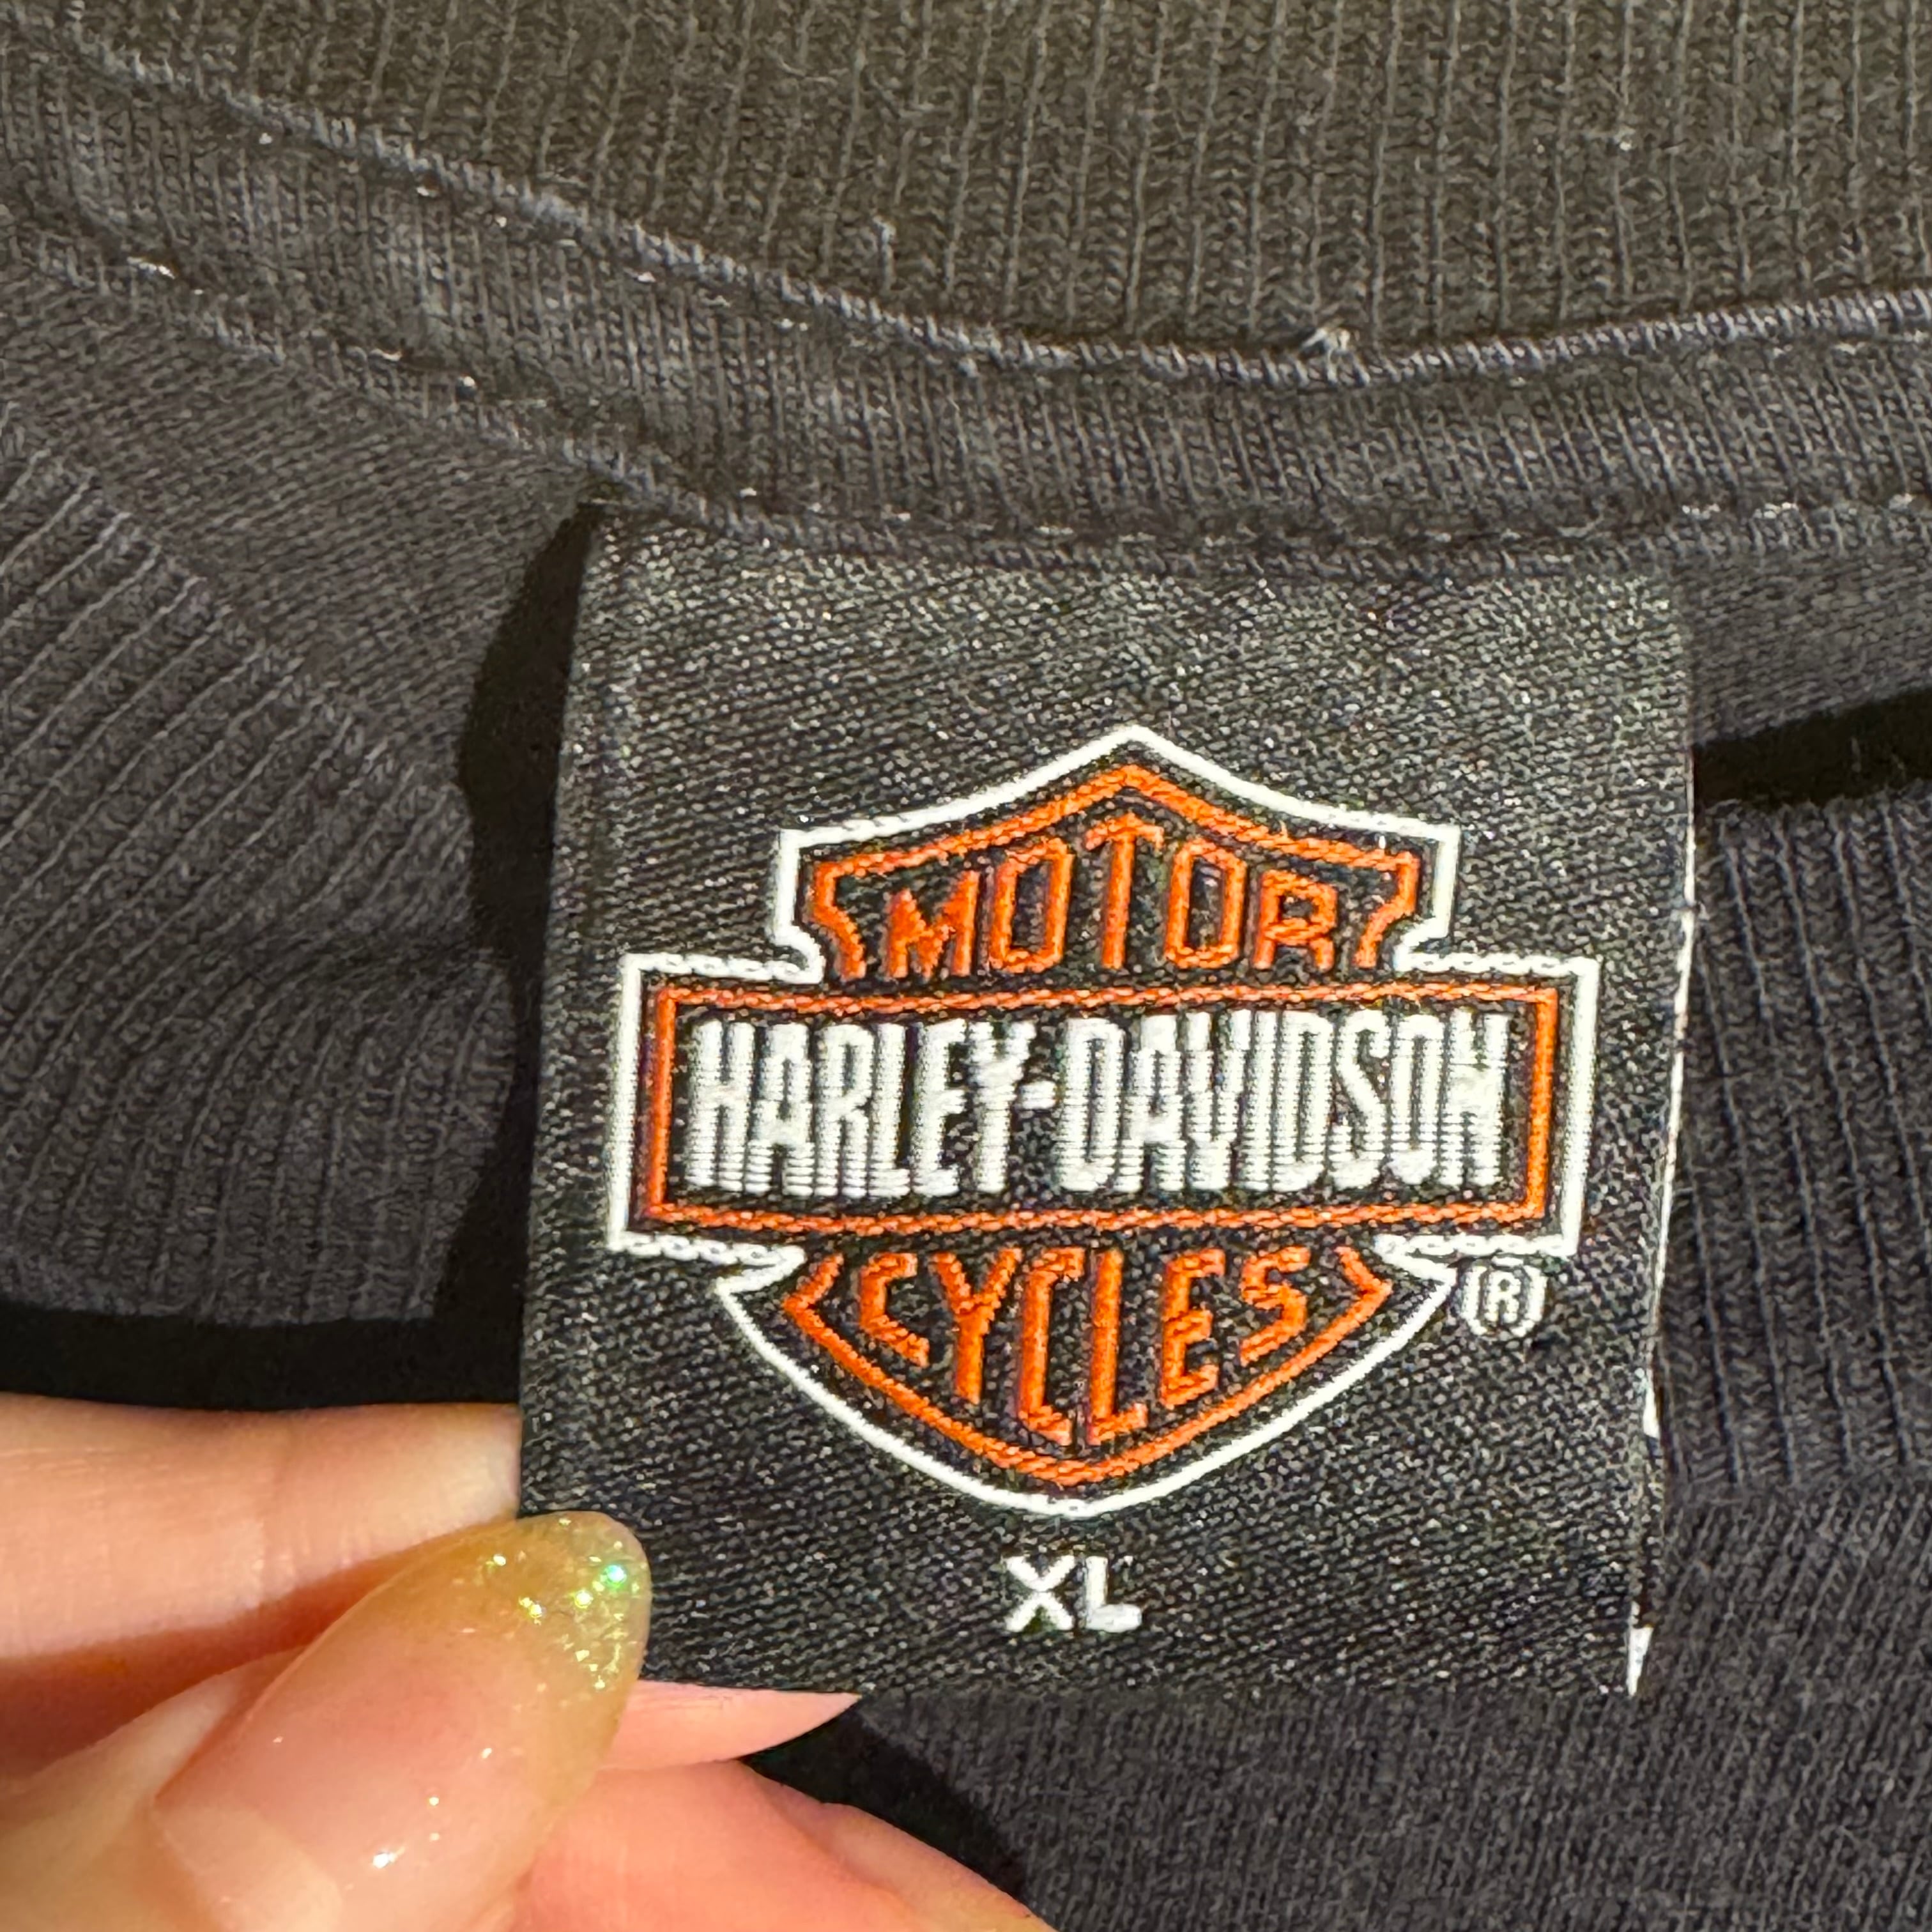 MOTOR
HARLEY-DAVIDSON
CYCLES
®
XL